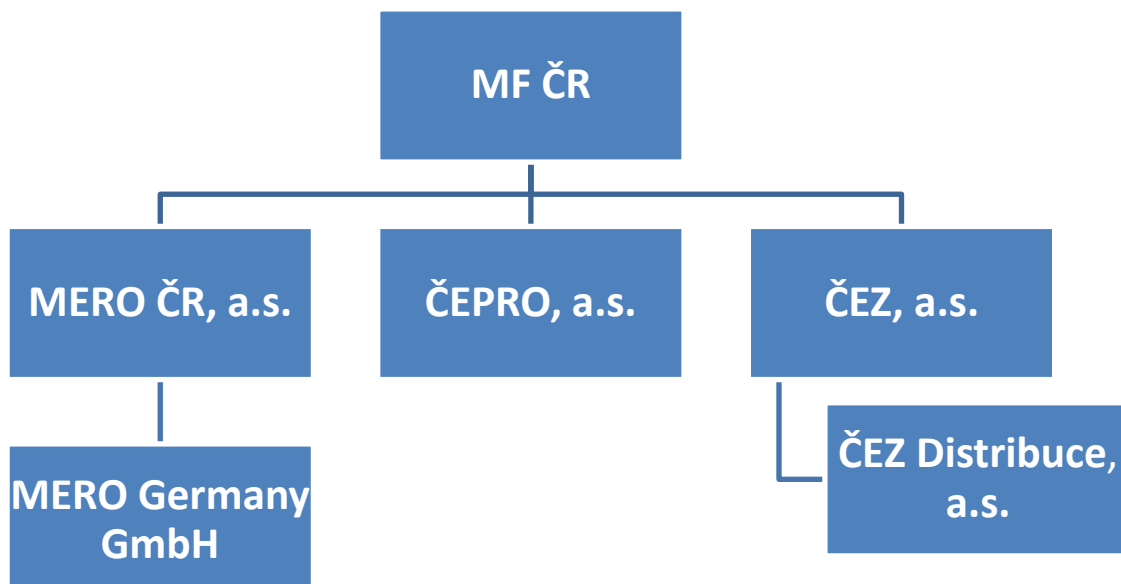 MF ČR
MERO ČR, a.s.
ČEPRO, a.s.
ČEZ, a.s.
MERO Germany
GmbH
ČEZ Distribuce,
a.s.